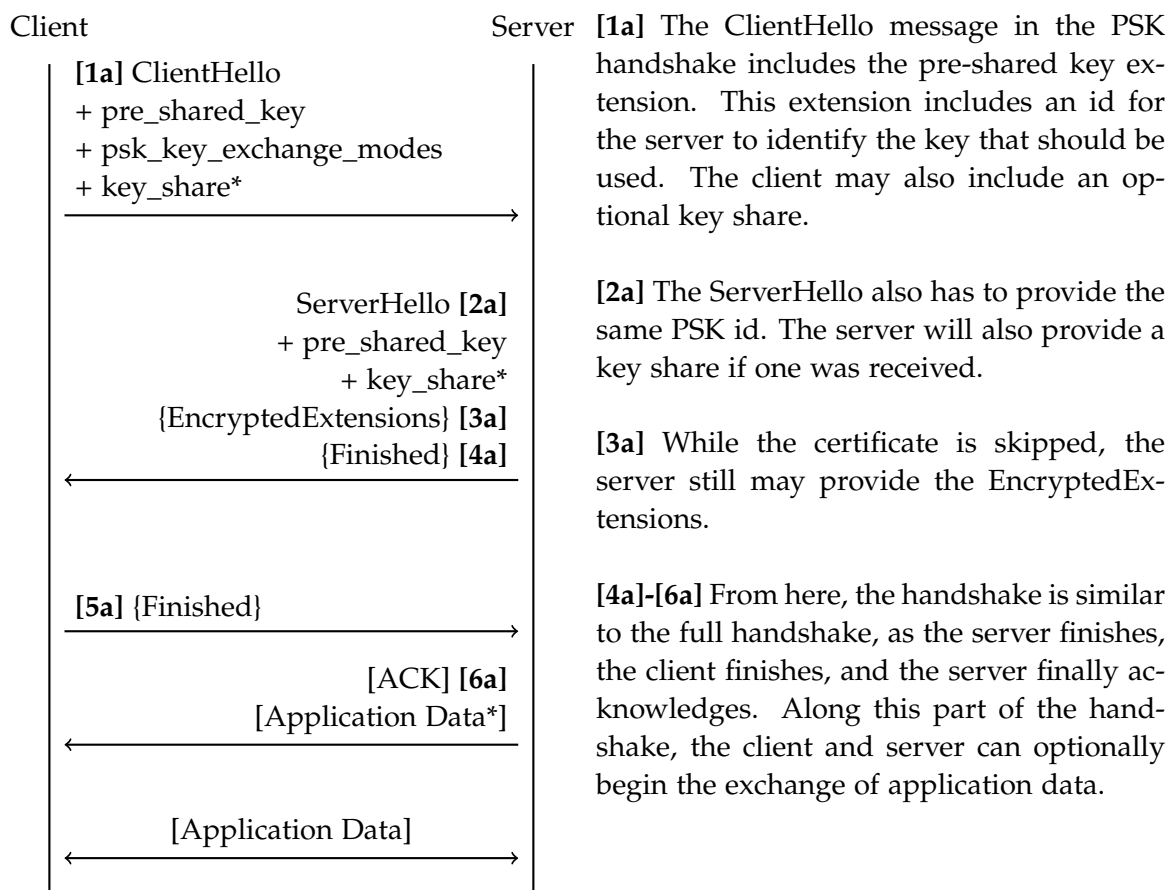 Client
Server
[1a] ClientHello
+ pre_shared_key
+ psk_key_exchange_modes
+ key_share*
ServerHello [2a]
+ pre_shared_key
+ key_share*
{EncryptedExtensions} [3a]
{Finished} [4a]
[5a] {Finished}
[ACK] [6a]
[Application Data*]
[Application Data]
[1a] The ClientHello message in the PSK
handshake includes the pre-shared key ex-
tension. This extension includes an id for
the server to identify the key that should be
used. The client may also include an op-
tional key share.
[2a] The ServerHello also has to provide the
same PSK id. The server will also provide a
key share if one was received.
[3a] While the certificate is skipped, the
server still may provide the EncryptedEx-
tensions.
[4a]-[6a] From here, the handshake is similar
to the full handshake, as the server finishes,
the client finishes, and the server finally ac-
knowledges. Along this part of the hand-
shake, the client and server can optionally
begin the exchange of application data.